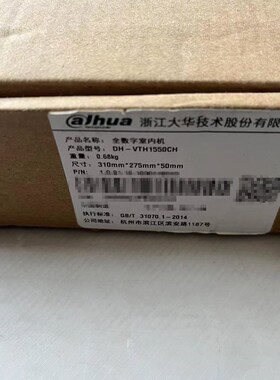 alhua 浙江大华技术股份有限
产品名称: 全数字室内机
产品型号: DH-VTH1550CH
重量: 0.68kg
尺寸: 310mm*275mm*50mm
P/N:
执行标准: GB/T 31070.1-2014
公司地址: 杭州市滨江区滨安路1187号